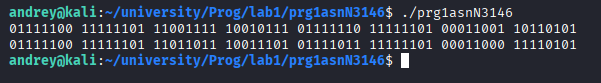 andrey@kali:~/university/Prog/lab1/prg1asnN3146$ ./prg1asnN3146
01111100 11111101 11001111 10010111 01111110 11111101 00011001 10110101
01111100 11111101 11011011 10011101 01111011 01111101 00011000 11110101
andrey@kali:~/university/Prog/lab1/prg1asnN3146$